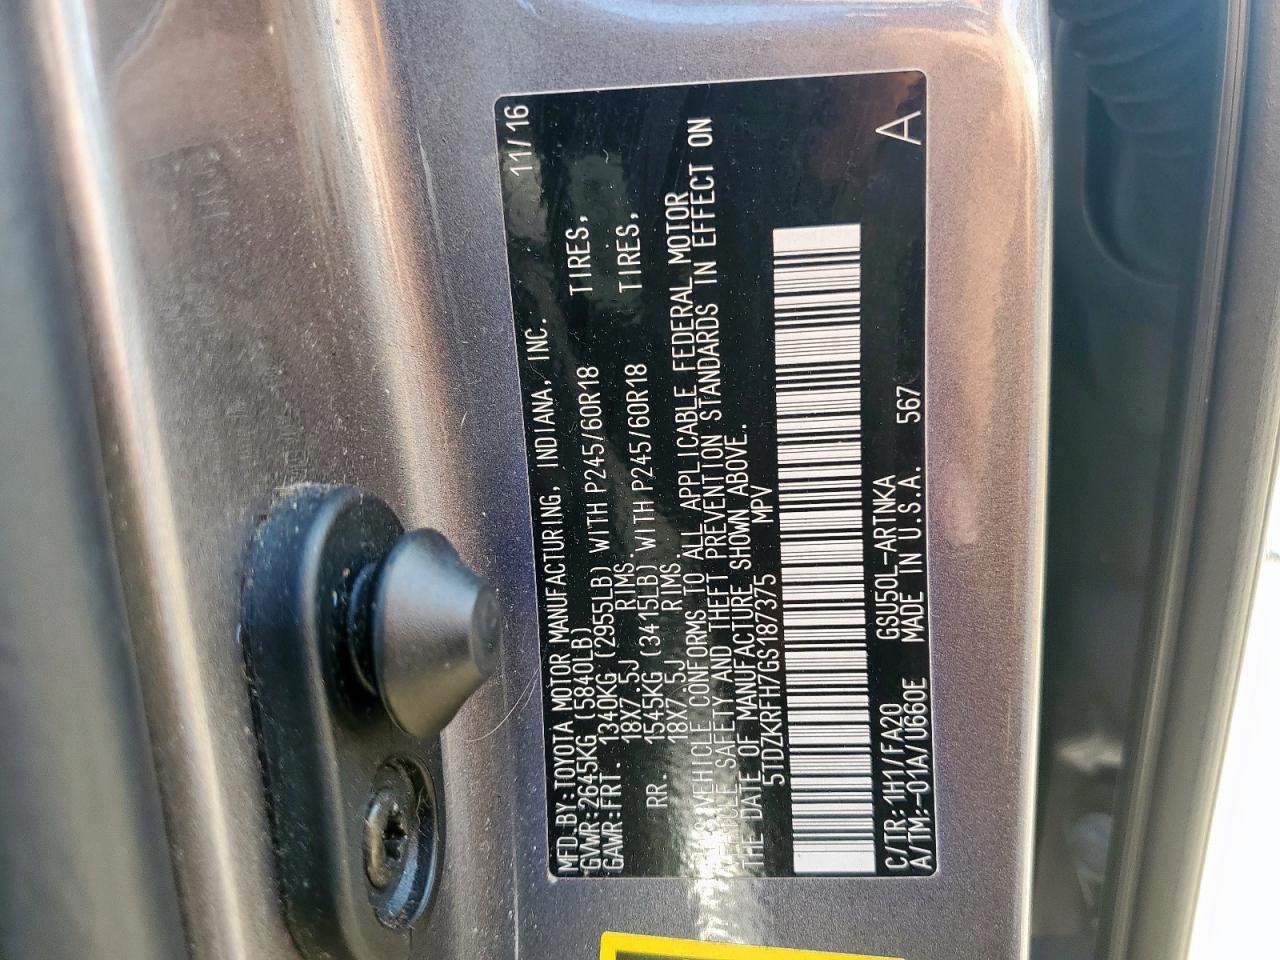 MFD.BY:TOYOTA MOTOR MANUFACTURING, INDIANA, INC. 11/16
GVWR:2645KG (5840LB)
GAWR:FRT. 1340KG (2955LB) WITH P245/60R18 TIRES,
18X7.5J RIMS.
RR. 1545KG (3415LB) WITH P245/60R18 TIRES,
18X7.5J RIMS.
VEHICLE CONFORMS TO ALL APPLICABLE FEDERAL MOTOR
SAFETY AND THEFT PREVENTION STANDARDS IN EFFECT ON
THE DATE OF MANUFACTURE SHOWN ABOVE.
5TDZKRFH7GS187375 MPV
C/TR:1H1/FA20 GSU50L-ARTNKA
A/TM:-01A/U660E MADE IN U.S.A. 567 A